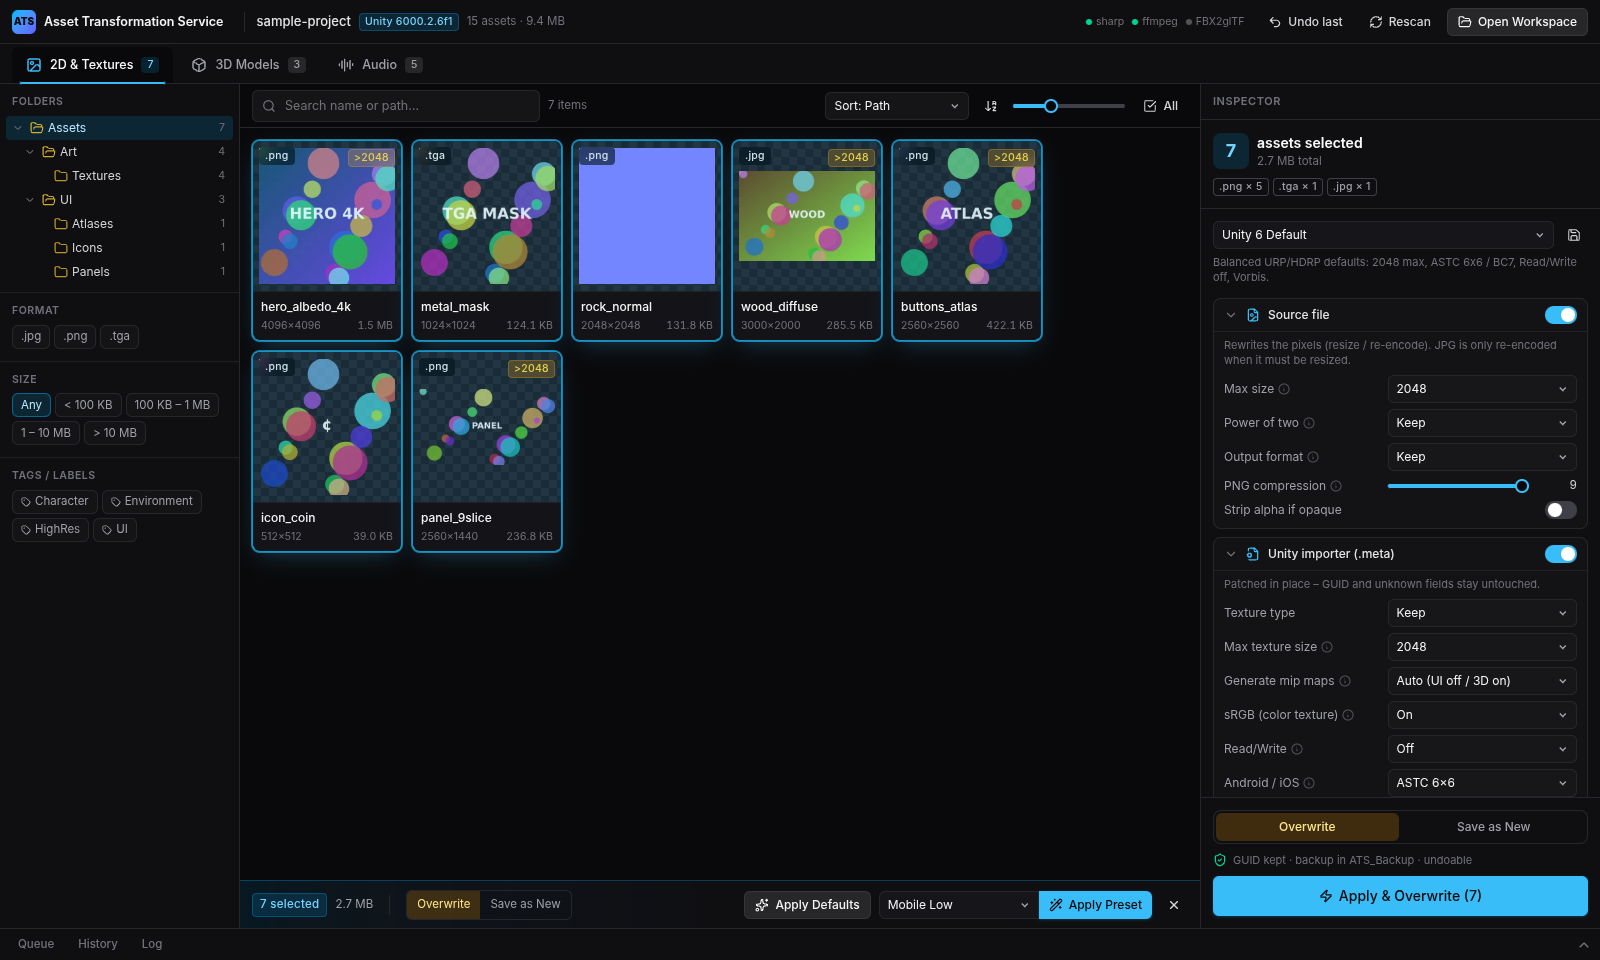 ATS Asset Transformation Service sample-project Unity 6000.2.6f1 15 assets · 9.4 MB sharp ffmpeg FBX2glTF Undo last Rescan Open Workspace
2D & Textures 7 3D Models 3 Audio 5
FOLDERS
Assets 7
Art 4
Textures 4
UI 3
Atlases 1
Icons 1
Panels 1
FORMAT
.jpg .png .tga
SIZE
Any < 100 KB 100 KB – 1 MB
1 – 10 MB > 10 MB
TAGS / LABELS
Character Environment
HighRes UI
Search name or path... 7 items Sort: Path All
.png >2048 .tga .png .jpg >2048 .png >2048
HERO 4K TGA MASK WOOD ATLAS
hero_albedo_4k metal_mask rock_normal wood_diffuse buttons_atlas
4096×4096 1.5 MB 1024×1024 124.1 KB 2048×2048 131.8 KB 3000×2000 285.5 KB 2560×2560 422.1 KB
.png .png >2048
¢ PANEL
icon_coin panel_9slice
512×512 39.0 KB 2560×1440 236.8 KB
7 selected 2.7 MB Overwrite Save as New Apply Defaults Mobile Low Apply Preset
INSPECTOR
7 assets selected
2.7 MB total
.png × 5 .tga × 1 .jpg × 1
Unity 6 Default
Balanced URP/HDRP defaults: 2048 max, ASTC 6x6 / BC7, Read/Write
off, Vorbis.
Source file
Rewrites the pixels (resize / re-encode). JPG is only re-encoded
when it must be resized.
Max size 2048
Power of two Keep
Output format Keep
PNG compression 9
Strip alpha if opaque
Unity importer (.meta)
Patched in place – GUID and unknown fields stay untouched.
Texture type Keep
Max texture size 2048
Generate mip maps Auto (UI off / 3D on)
sRGB (color texture) On
Read/Write Off
Android / iOS ASTC 6×6
Overwrite Save as New
GUID kept · backup in ATS_Backup · undoable
Apply & Overwrite (7)
Queue History Log